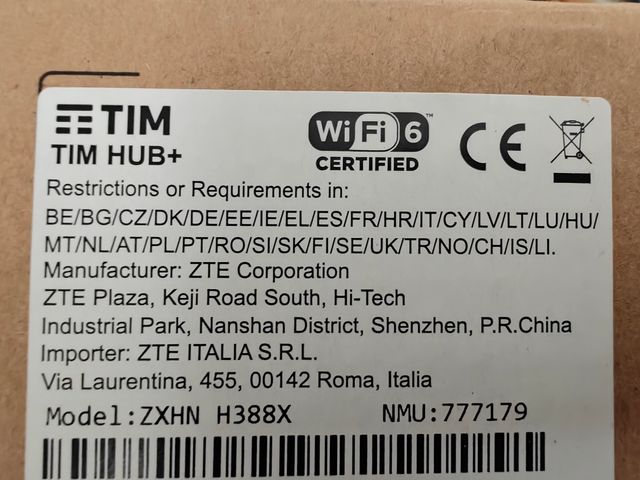 TIM
TIM HUB+
WiFi 6™
CERTIFIED
CE
Restrictions or Requirements in:
BE/BG/CZ/DK/DE/EE/IE/EL/ES/FR/HR/IT/CY/LV/LT/LU/HU/
MT/NL/AT/PL/PT/RO/SI/SK/FI/SE/UK/TR/NO/CH/IS/LI.
Manufacturer: ZTE Corporation
ZTE Plaza, Keji Road South, Hi-Tech
Industrial Park, Nanshan District, Shenzhen, P.R.China
Importer: ZTE ITALIA S.R.L.
Via Laurentina, 455, 00142 Roma, Italia
Model:ZXHN H388X NMU:777179